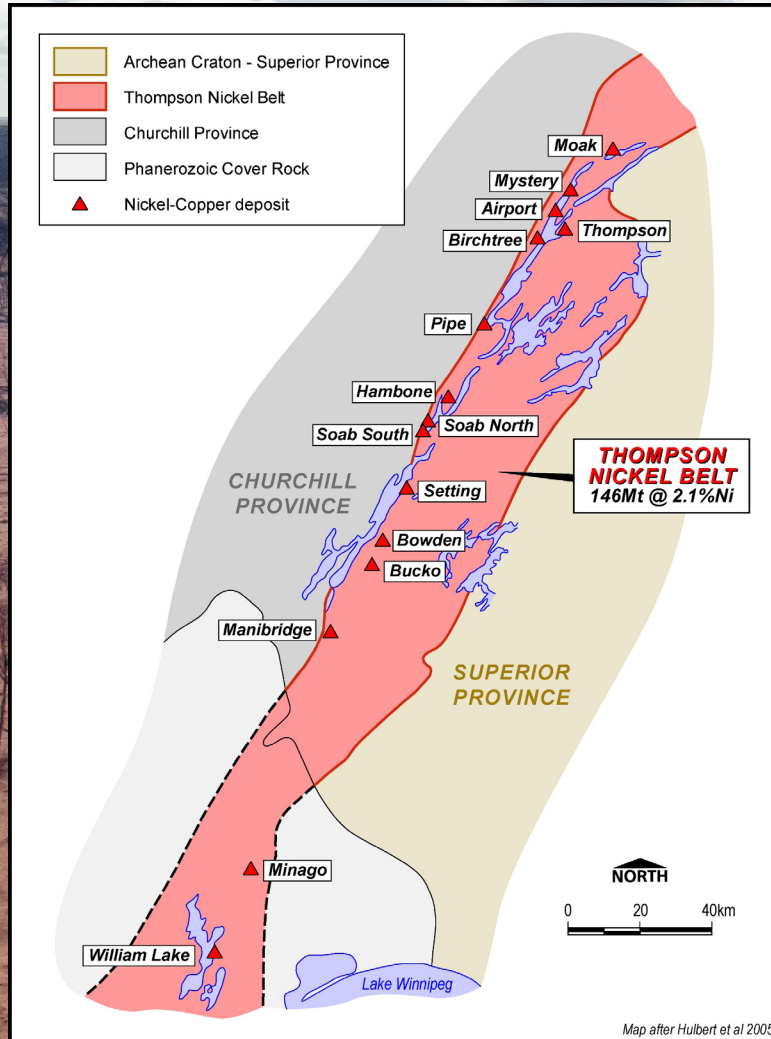 Archean Craton - Superior Province
Thompson Nickel Belt
Churchill Province
Phanerozoic Cover Rock
Nickel-Copper deposit
Moak
Mystery
Airport
Thompson
Birchtree
Pipe
Hambone
Soab North
Soab South
THOMPSON
NICKEL BELT
146Mt @ 2.1%Ni
CHURCHILL
PROVINCE
Setting
Bowden
Bucko
Manibridge
SUPERIOR
PROVINCE
Minago
NORTH
0 20 40km
William Lake
Lake Winnipeg
Map after Hulbert et al 2005